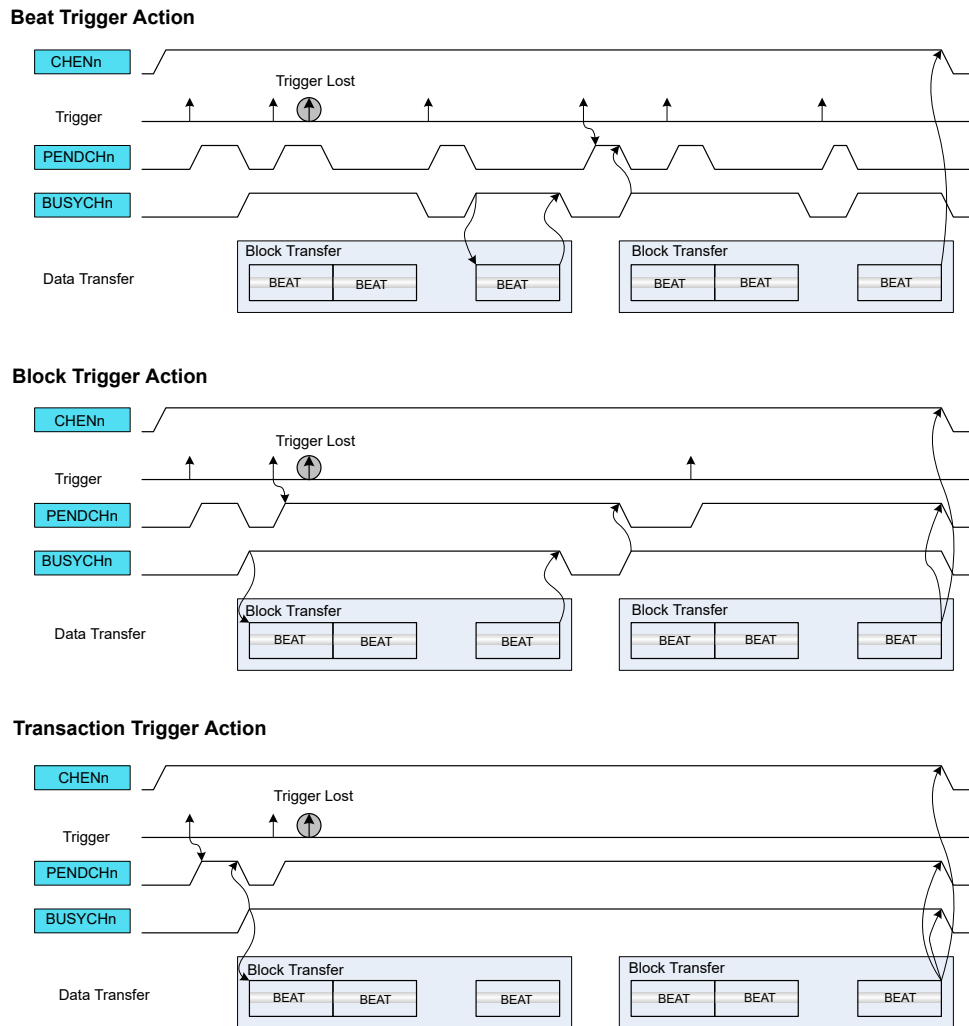 Beat Trigger Action
CHENn
Trigger Lost
Trigger
PENDCHn
BUSYCHn
Block Transfer Block Transfer
Data Transfer
BEAT BEAT BEAT BEAT BEAT BEAT
Block Trigger Action
CHENn
Trigger Lost
Trigger
PENDCHn
BUSYCHn
Block Transfer Block Transfer
Data Transfer
BEAT BEAT BEAT BEAT BEAT BEAT
Transaction Trigger Action
CHENn
Trigger Lost
Trigger
PENDCHn
BUSYCHn
Block Transfer Block Transfer
Data Transfer
BEAT BEAT BEAT BEAT BEAT BEAT